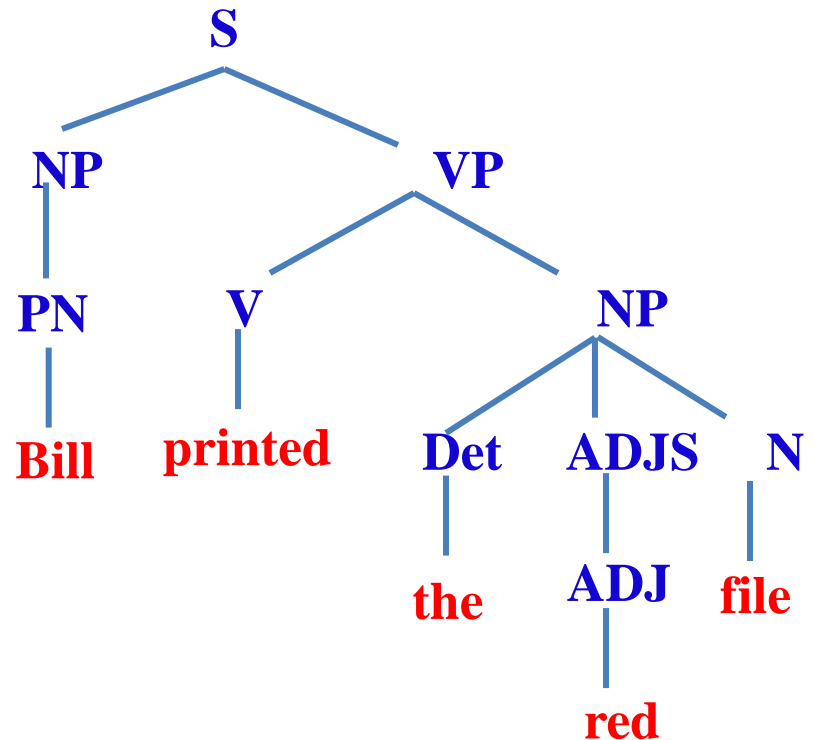 S
NP VP
PN V NP
Bill printed Det ADJS N
the ADJ file
red